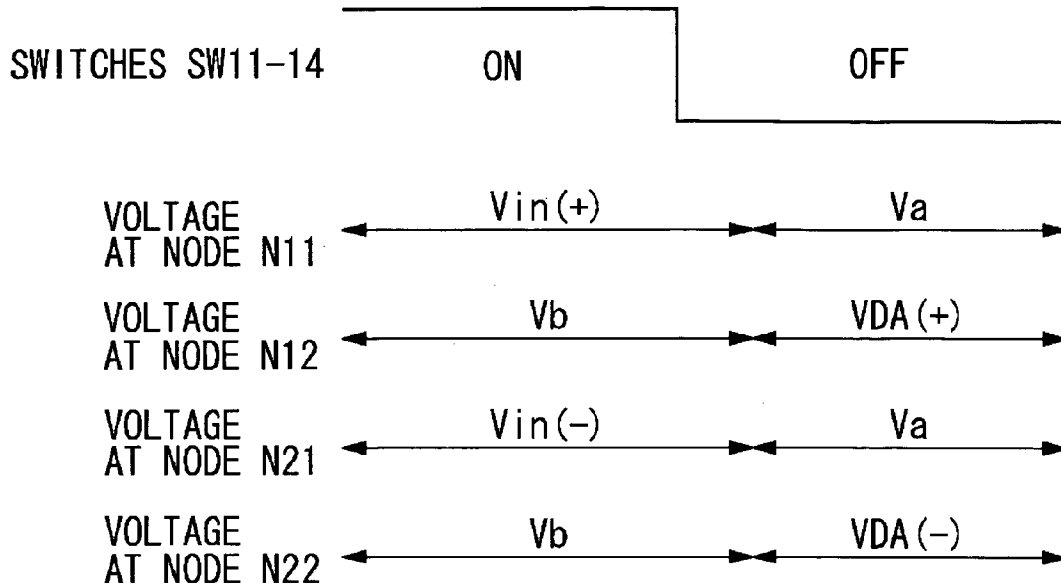 SWITCHES SW11-14 ON OFF
VOLTAGE
AT NODE N11
Vin(+) Va
VOLTAGE
AT NODE N12
Vb VDA(+)
VOLTAGE
AT NODE N21
Vin(-) Va
VOLTAGE
AT NODE N22
Vb VDA(-)